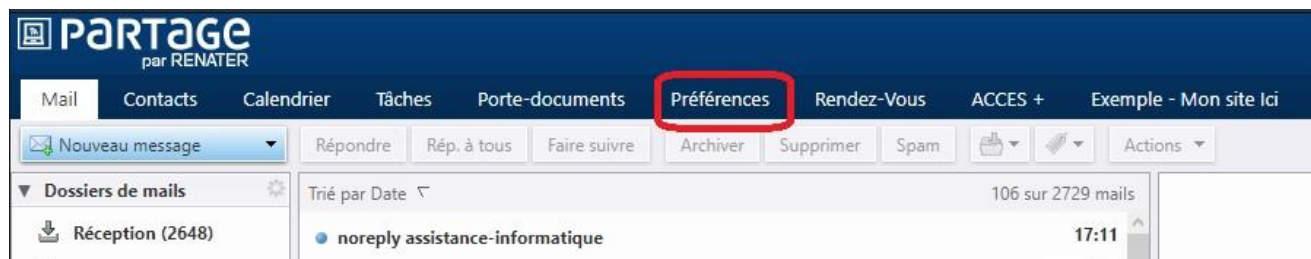 PARTAGE
par RENATER
Mail Contacts Calendrier Tâches Porte-documents Préférences Rendez-Vous ACCES + Exemple - Mon site Ici
Nouveau message Répondre Rép. à tous Faire suivre Archiver Supprimer Spam Actions
Dossiers de mails Trié par Date 106 sur 2729 mails
Réception (2648) noreply assistance-informatique 17:11